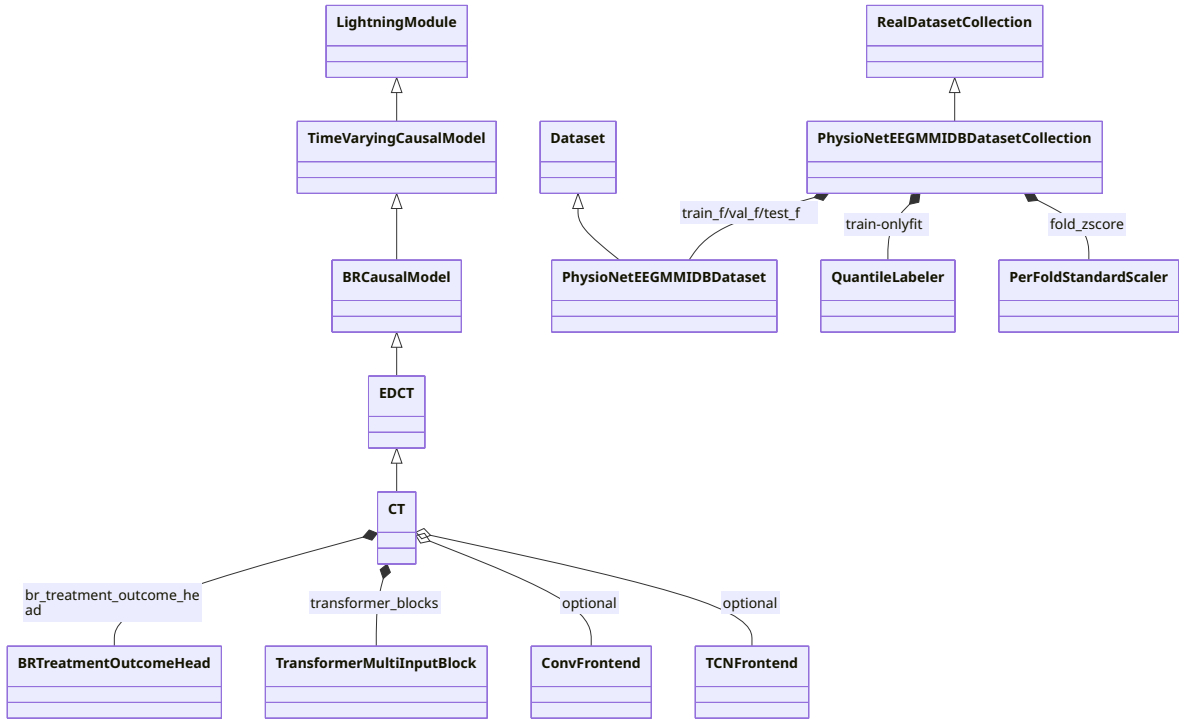 LightningModule
RealDatasetCollection
TimeVaryingCausalModel
Dataset
PhysioNetEEGMMIDBDatasetCollection
train_f/val_f/test_f
train-onlyfit
fold_zscore
BRCausalModel
PhysioNetEEGMMIDBDataset
QuantileLabeler
PerFoldStandardScaler
EDCT
CT
br_treatment_outcome_he
ad
transformer_blocks
optional
optional
BRTreatmentOutcomeHead
TransformerMultiInputBlock
ConvFrontend
TCNFrontend